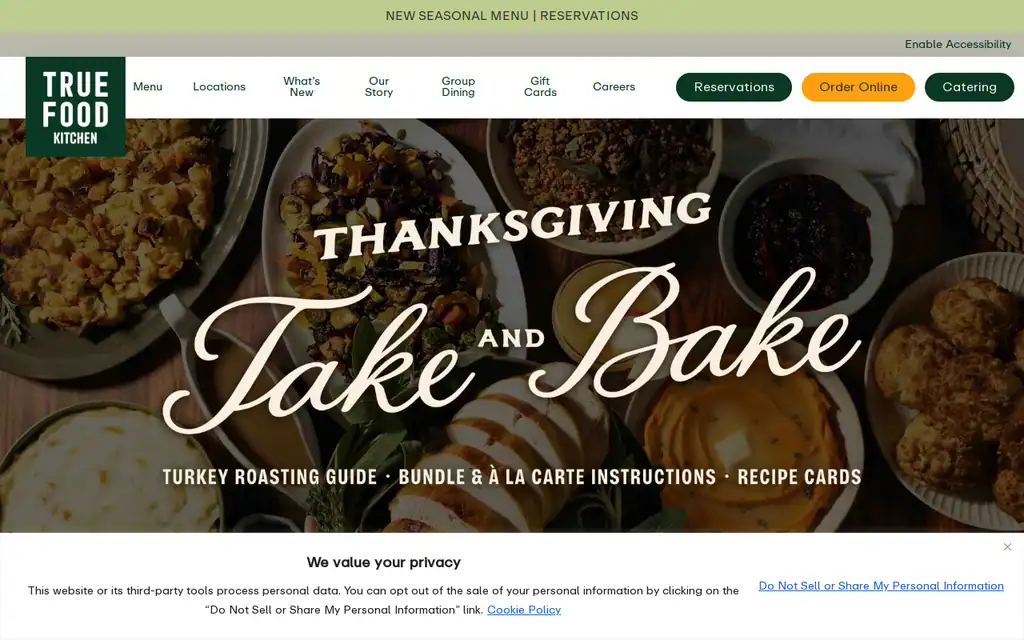 NEW SEASONAL MENU | RESERVATIONS
Enable Accessibility
TRUE
FOOD
KITCHEN
Menu
Locations
What's
New
Our
Story
Group
Dining
Gift
Cards
Careers
Reservations
Order Online
Catering
THANKSGIVING
Take AND Bake
TURKEY ROASTING GUIDE · BUNDLE & À LA CARTE INSTRUCTIONS · RECIPE CARDS
We value your privacy
This website or its third-party tools process personal data. You can opt out of the sale of your personal information by clicking on the
“Do Not Sell or Share My Personal Information” link. Cookie Policy
Do Not Sell or Share My Personal Information